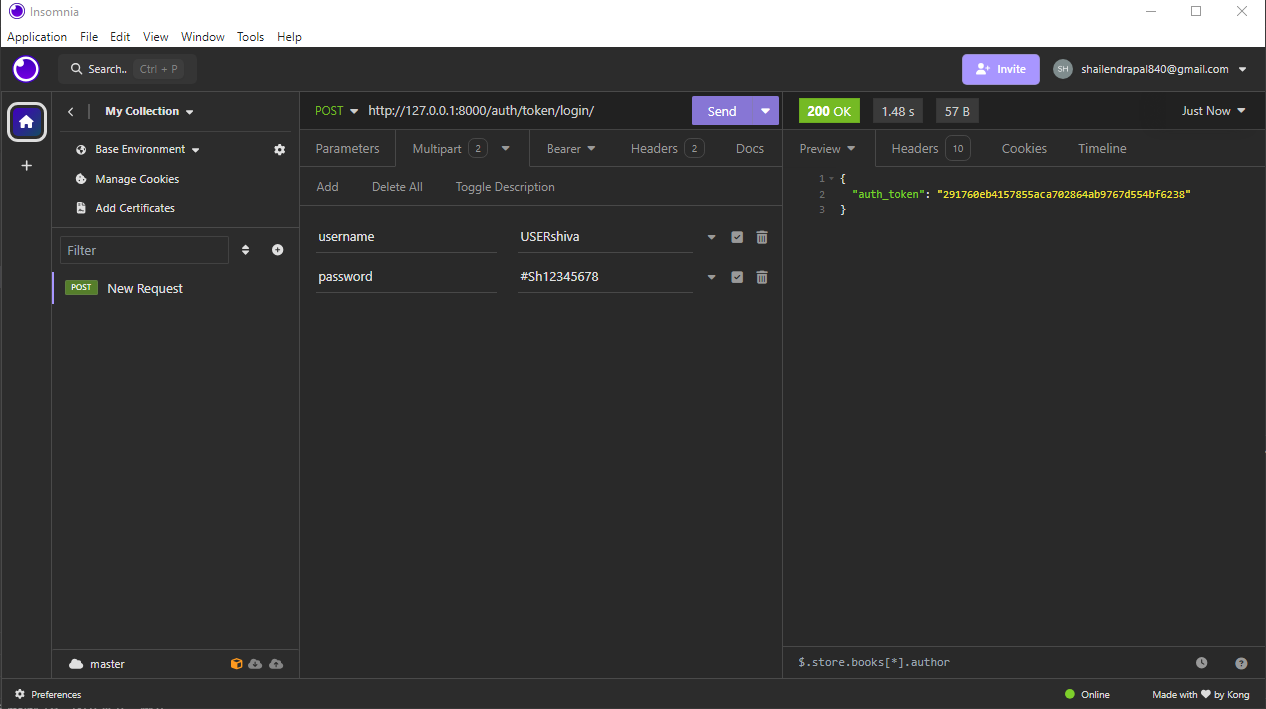 Insomnia
Application File Edit View Window Tools Help
Search.. Ctrl + P
Invite SH shailendrapal840@gmail.com
My Collection
Base Environment
Manage Cookies
Add Certificates
Filter
POST New Request
master
POST http://127.0.0.1:8000/auth/token/login/ Send
Parameters Multipart 2 Bearer Headers 2 Docs
Add Delete All Toggle Description
username USERshiva
password #Sh12345678
200 OK 1.48 s 57 B Just Now
Preview Headers 10 Cookies Timeline
1 {
2 "auth_token": "291760eb4157855aca702864ab9767d554bf6238"
3 }
$.store.books[*].author
Preferences
Online Made with ❤ by Kong